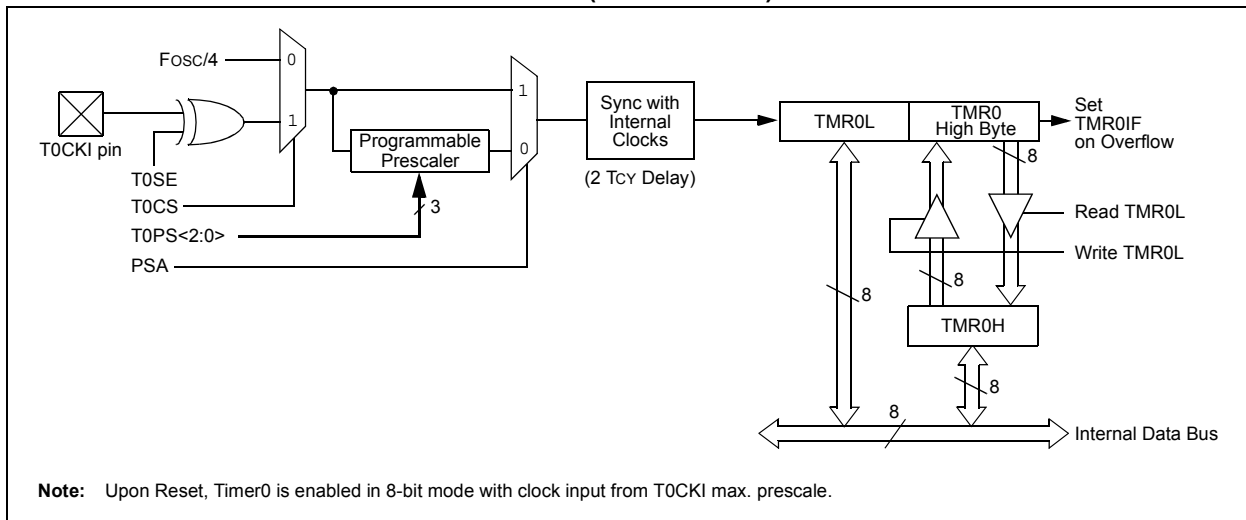 FOSC/4
0
1
T0CKI pin
T0SE
T0CS
T0PS<2:0>
PSA
Programmable
Prescaler
3
1
0
Sync with
Internal
Clocks
(2 TCY Delay)
TMR0L
TMR0
High Byte
Set
TMR0IF
on Overflow
8
Read TMR0L
Write TMR0L
8
8
TMR0H
8
8
Internal Data Bus
Note: Upon Reset, Timer0 is enabled in 8-bit mode with clock input from T0CKI max. prescale.